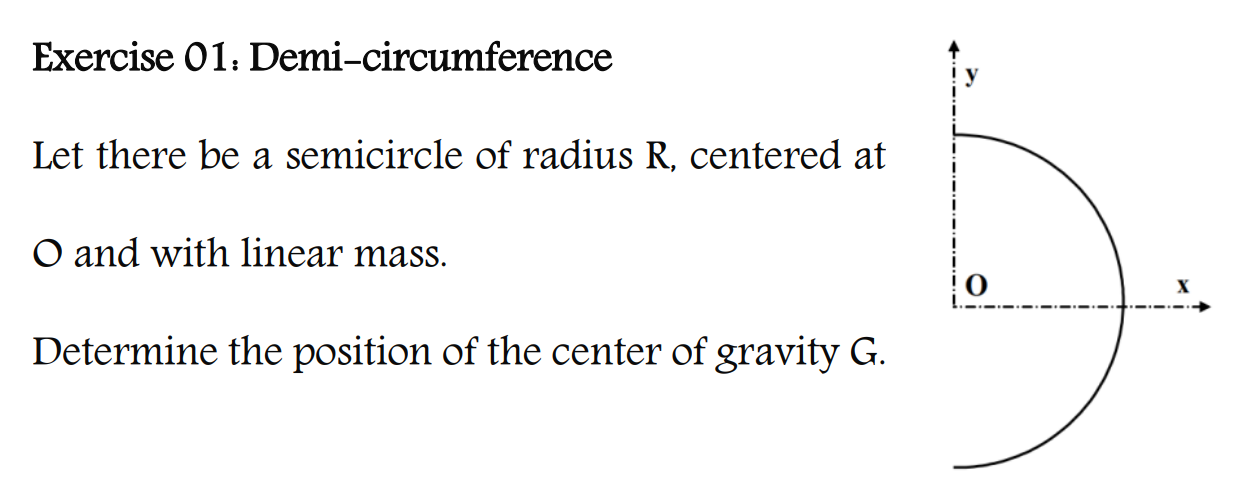 Exercise 01: Demi-circumference
y
Let there be a semicircle of radius R, centered at
O and with linear mass.
O
x
Determine the position of the center of gravity G.